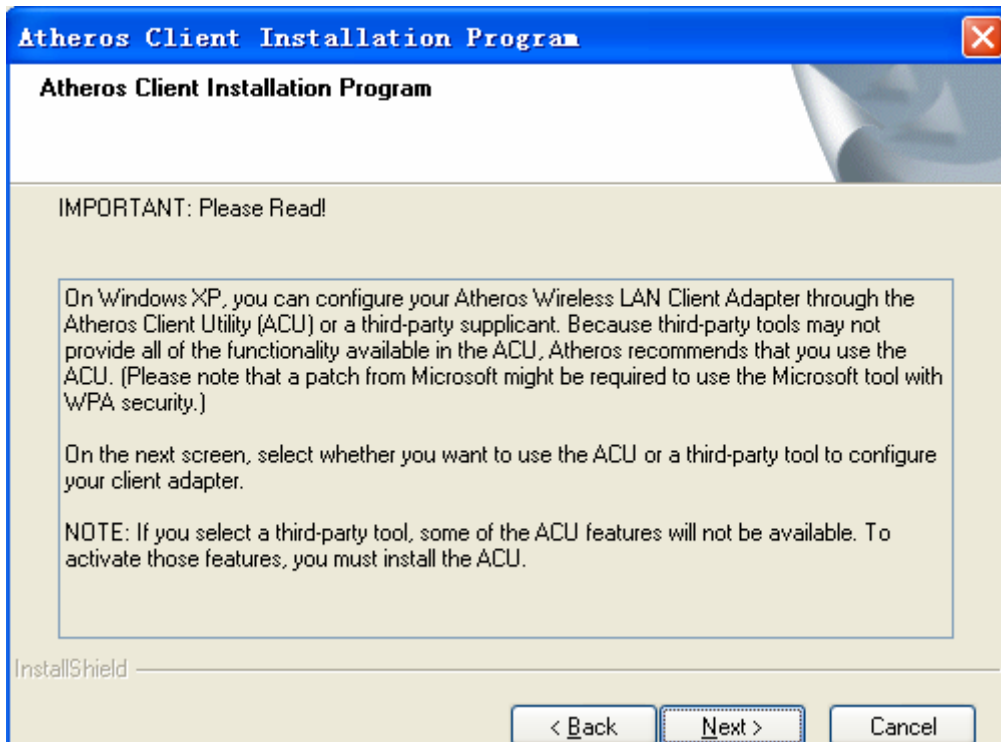 Atheros Client Installation Program
Atheros Client Installation Program
IMPORTANT: Please Read!
On Windows XP, you can configure your Atheros Wireless LAN Client Adapter through the
Atheros Client Utility (ACU) or a third-party supplicant. Because third-party tools may not
provide all of the functionality available in the ACU, Atheros recommends that you use the
ACU. (Please note that a patch from Microsoft might be required to use the Microsoft tool with
WPA security.)
On the next screen, select whether you want to use the ACU or a third-party tool to configure
your client adapter.
NOTE: If you select a third-party tool, some of the ACU features will not be available. To
activate those features, you must install the ACU.
InstallShield
< Back Next > Cancel